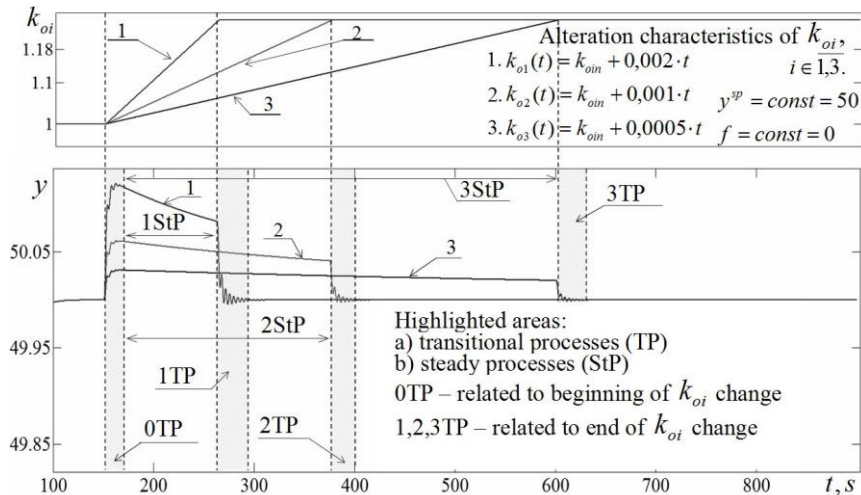 k_oi
1.18
1.1
1
1
2
3
Alteration characteristics of k_oi,
i ∈ 1,3.
1. k_o1(t) = k_oin + 0,002 · t
2. k_o2(t) = k_oin + 0,001 · t
y^sp = const = 50
3. k_o3(t) = k_oin + 0,0005 · t
f = const = 0
y
50.05
49.95
49.85
1
2
3
1StP
3StP
3TP
2StP
1TP
0TP
2TP
Highlighted areas:
a) transitional processes (TP)
b) steady processes (StP)
0TP – related to beginning of k_oi change
1,2,3TP – related to end of k_oi change
100 200 300 400 500 600 700 800 t, s